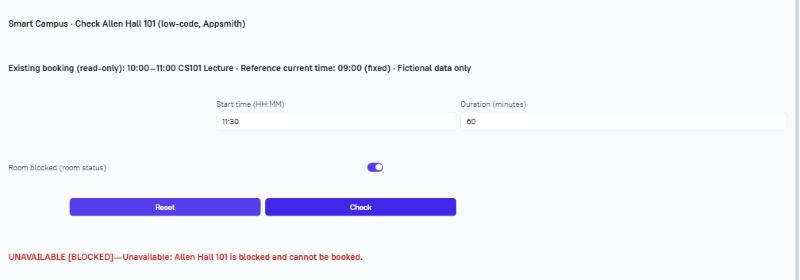 Smart Campus · Check Allen Hall 101 (low-code, Appsmith)
Existing booking (read-only): 10:00–11:00 CS101 Lecture · Reference current time: 09:00 (fixed) · Fictional data only
Start time (HH:MM)
Duration (minutes)
11:30
60
Room blocked (room status)
Reset
Check
UNAVAILABLE [BLOCKED]—Unavailable: Allen Hall 101 is blocked and cannot be booked.